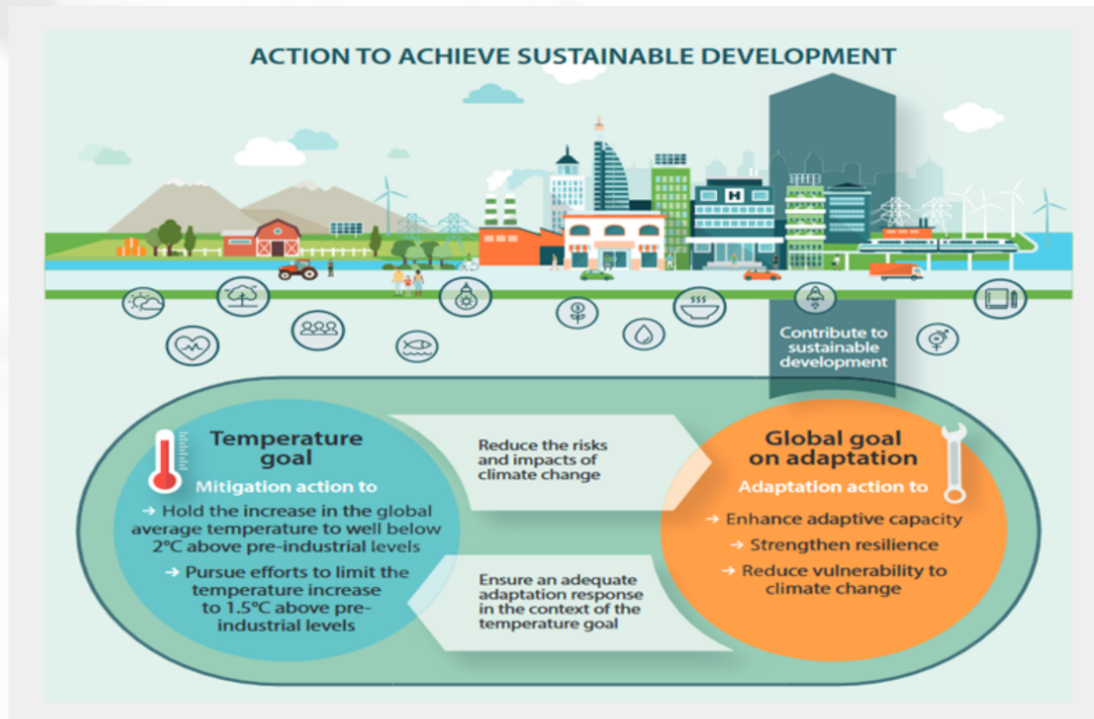 ACTION TO ACHIEVE SUSTAINABLE DEVELOPMENT
H
$
Contribute to
sustainable
development
Temperature
goal
Mitigation action to
→ Hold the increase in the global
average temperature to well below
2°C above pre-industrial levels
→ Pursue efforts to limit the
temperature increase
to 1.5°C above pre-
industrial levels
Reduce the risks
and impacts of
climate change
Ensure an adequate
adaptation response
in the context of the
temperature goal
Global goal
on adaptation
Adaptation action to
→ Enhance adaptive capacity
→ Strengthen resilience
→ Reduce vulnerability to
climate change